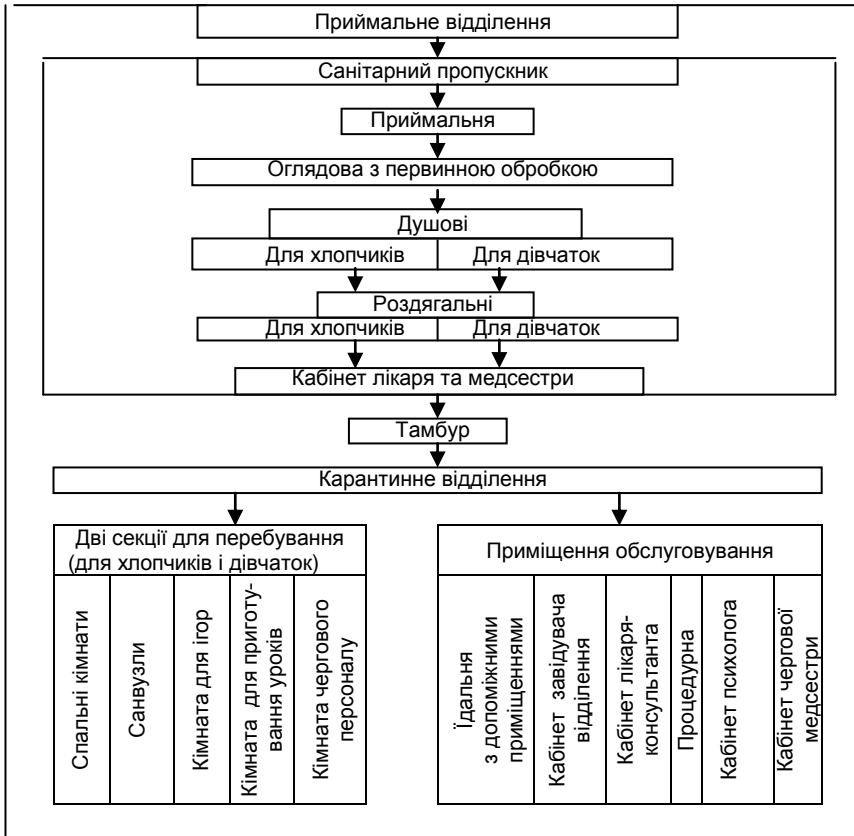 Приймальне відділення
Санітарний пропускник
Приймальня
Оглядова з первинною обробкою
Душові
Для хлопчиків
Для дівчаток
Роздягальні
Для хлопчиків
Для дівчаток
Кабінет лікаря та медсестри
Тамбур
Карантинне відділення
Дві секції для перебування
(для хлопчиків і дівчаток)
Спальні кімнати
Санвузли
Кімната для ігор
Кімната для приготу-
вання уроків
Кімната чергового
персоналу
Приміщення обслуговування
Їдальня
з допоміжними
приміщеннями
Кабінет завідувача
відділення
Кабінет лікаря-
консультанта
Процедурна
Кабінет психолога
Кабінет чергової
медсестри